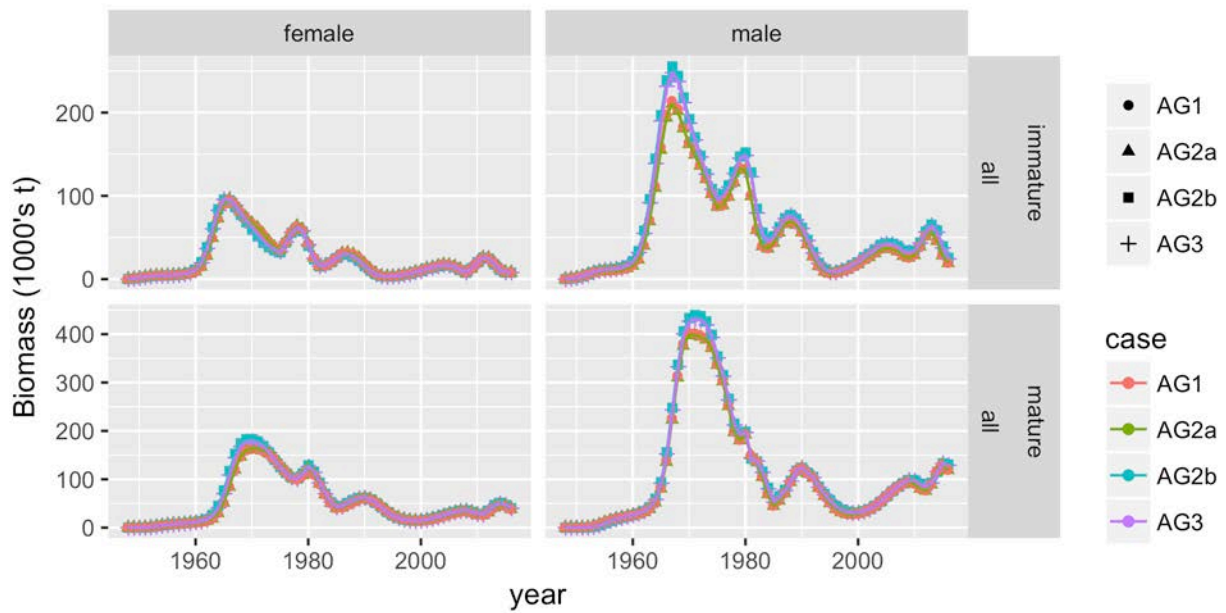 female
male
200
100
0
immature
all
400
300
200
100
0
mature
all
Biomass (1000's t)
1960
1980
2000
1960
1980
2000
year
AG1
AG2a
AG2b
AG3
case
AG1
AG2a
AG2b
AG3